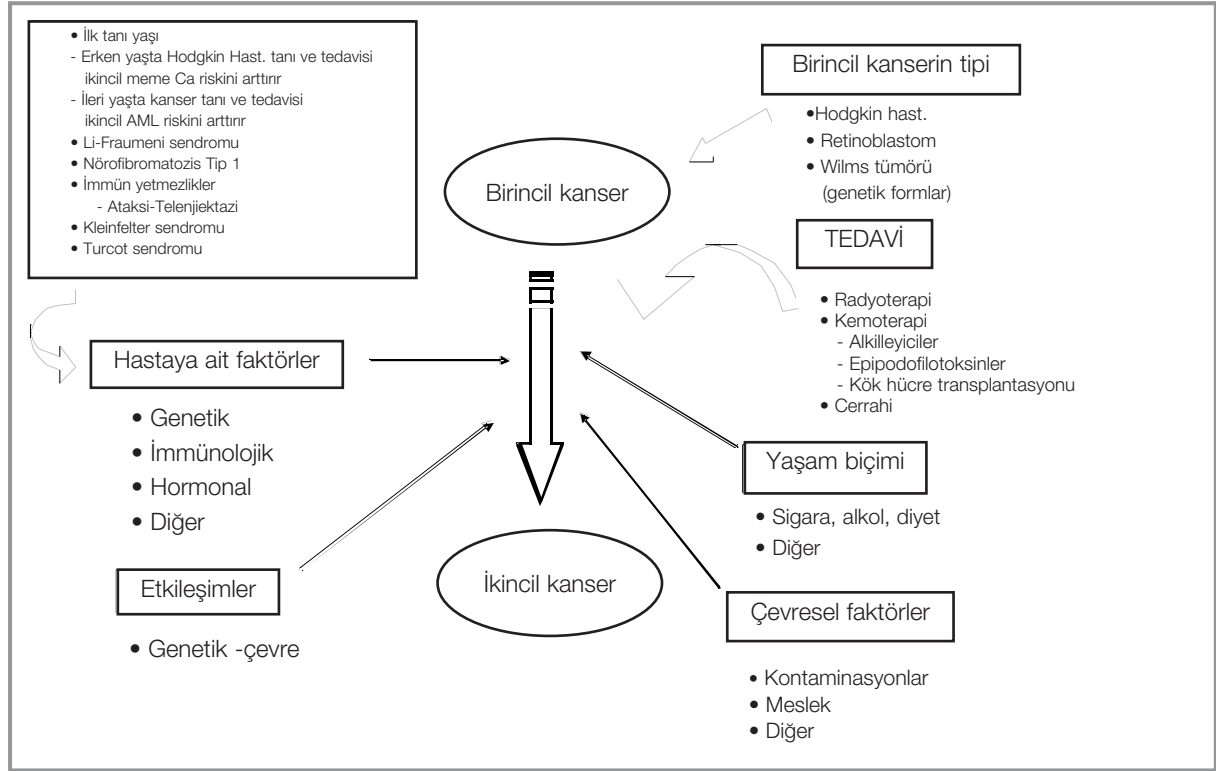 • İlk tanı yaşı
- Erken yaşta Hodgkin Hast. tanı ve tedavisi
ikincil meme Ca riskini arttırır
- İleri yaşta kanser tanı ve tedavisi
ikincil AML riskini arttırır
• Li-Fraumeni sendromu
• Nörofibromatozis Tip 1
• İmmün yetmezlikler
- Ataksi-Telenjiektazi
• Kleinfelter sendromu
• Turcot sendromu
Hastaya ait faktörler
• Genetik
• İmmünolojik
• Hormonal
• Diğer
Etkileşimler
• Genetik -çevre
Birincil kanser
İkincil kanser
Birincil kanserin tipi
•Hodgkin hast.
• Retinoblastom
• Wilms tümörü
(genetik formlar)
TEDAVİ
• Radyoterapi
• Kemoterapi
- Alkilleyiciler
- Epipodofilotoksinler
- Kök hücre transplantasyonu
• Cerrahi
Yaşam biçimi
• Sigara, alkol, diyet
• Diğer
Çevresel faktörler
• Kontaminasyonlar
• Meslek
• Diğer